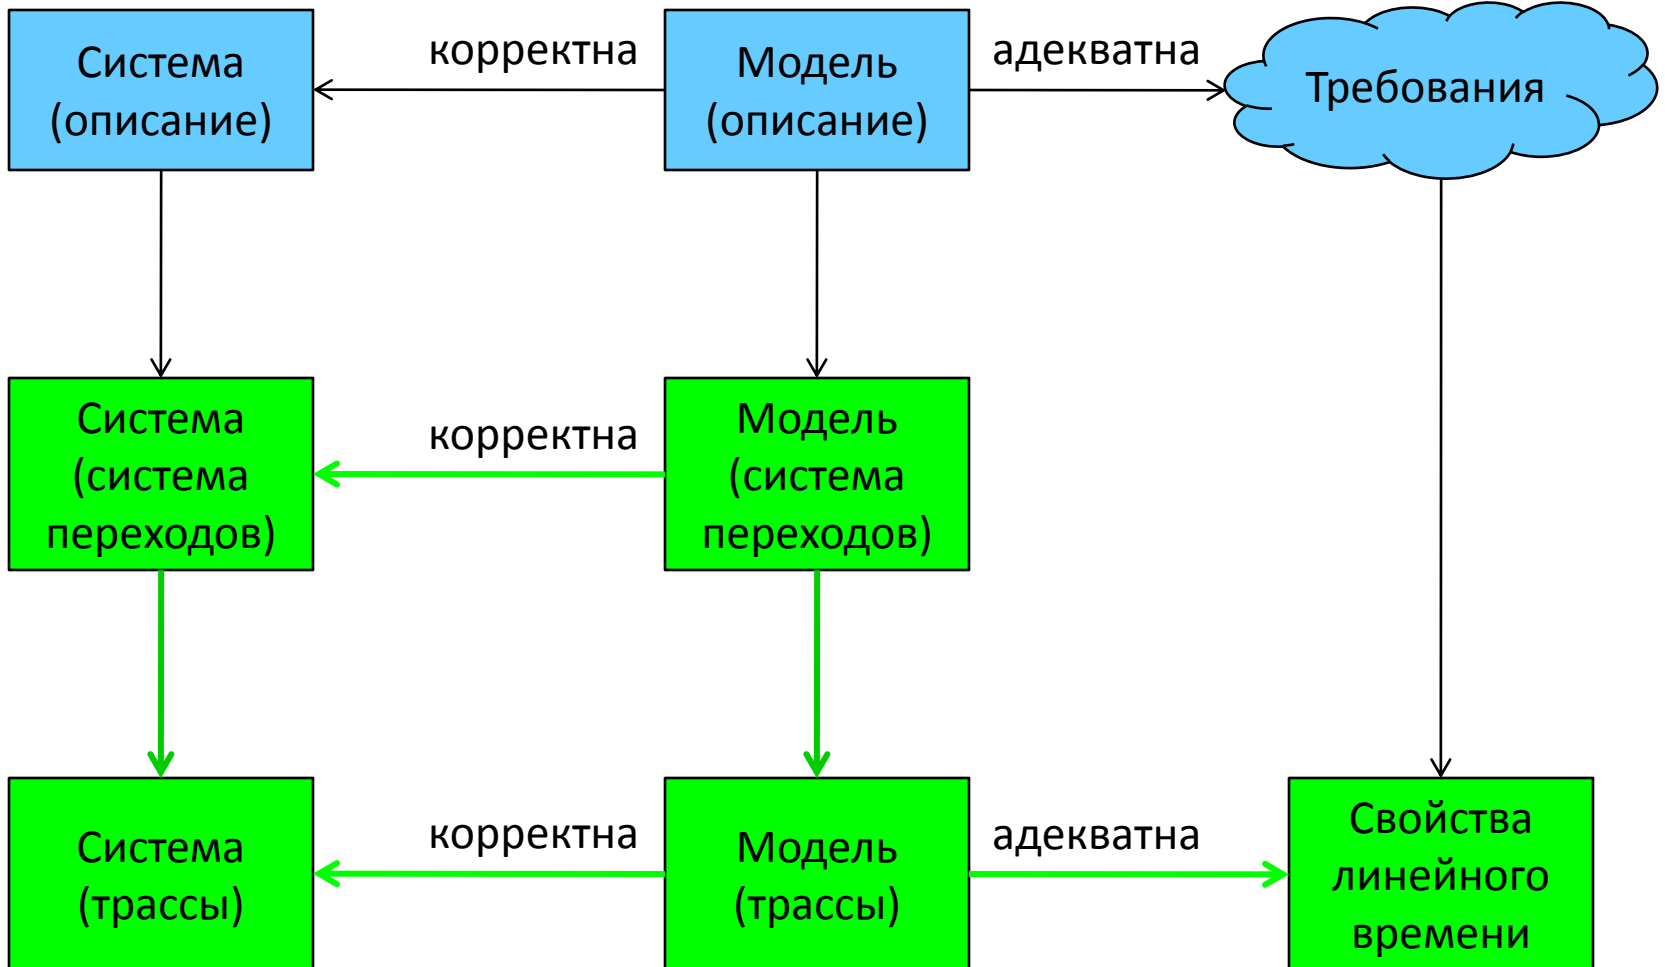 Система
(описание)
корректна
Модель
(описание)
адекватна
Требования
Система
(система
переходов)
корректна
Модель
(система
переходов)
Система
(трассы)
корректна
Модель
(трассы)
адекватна
Свойства
линейного
времени